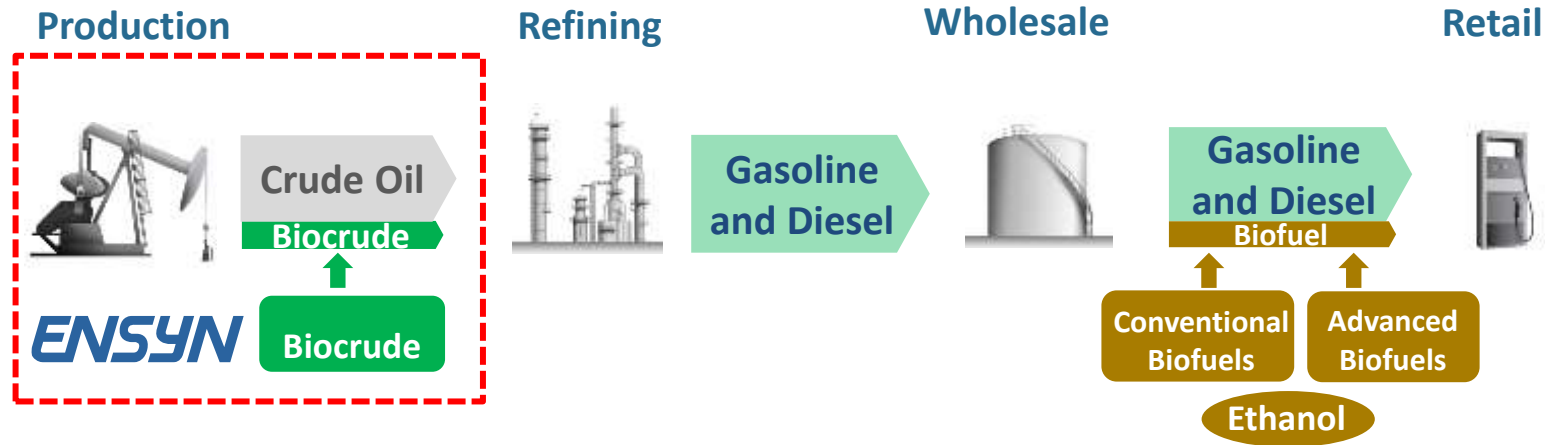 Production
Refining
Wholesale
Retail
Crude Oil
Biocrude
ENSYN
Biocrude
Gasoline
and Diesel
Gasoline
and Diesel
Biofuel
Conventional
Biofuels
Advanced
Biofuels
Ethanol